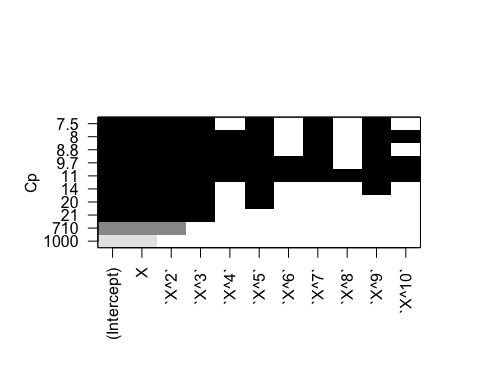 Cp
7.5
8
8.8
9.7
11
14
20
21
710
1000
(Intercept)
X
`X^2`
`X^3`
`X^4`
`X^5`
`X^6`
`X^7`
`X^8`
`X^9`
`X^10`